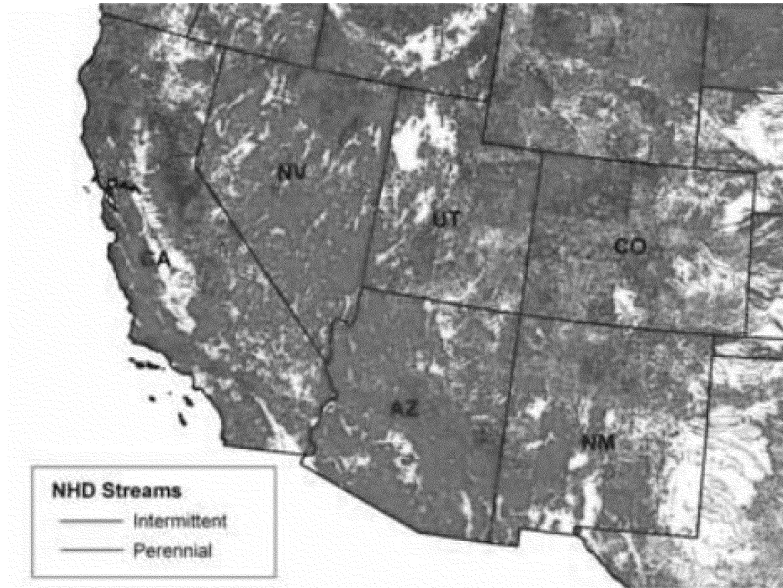 NV
UT
CO
CA
AZ
NM
NHD Streams
Intermittent
Perennial